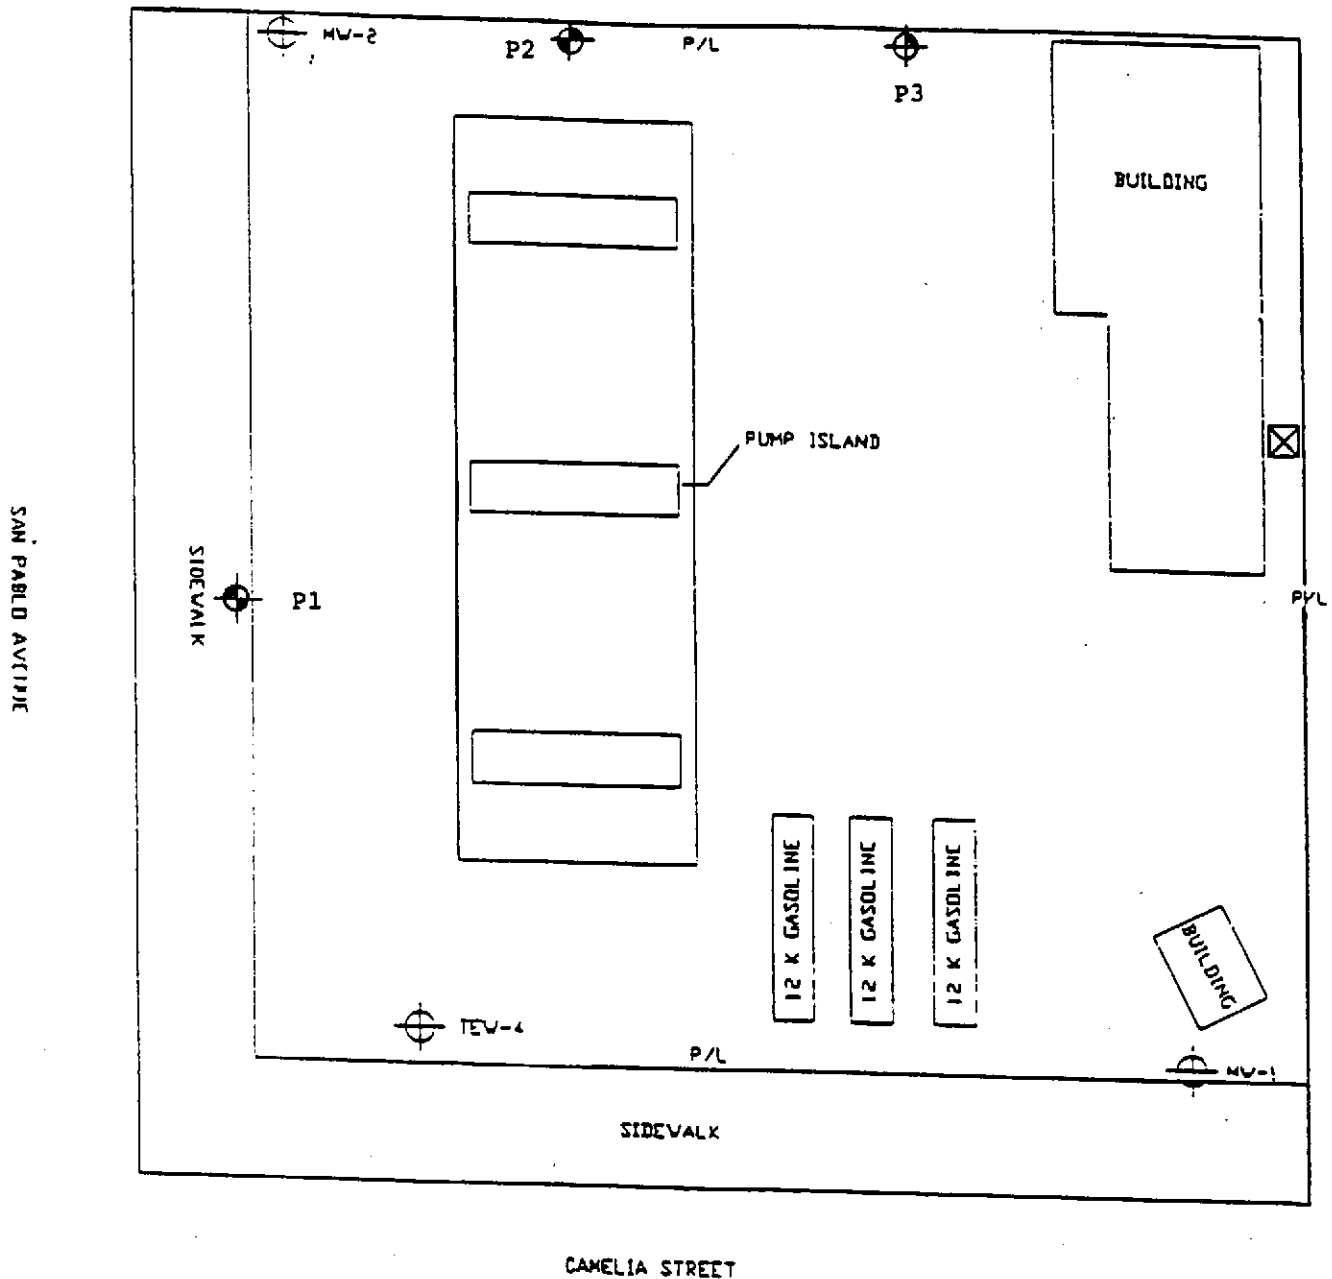 MW-2
P2
P/L
P3
BUILDING
PUMP ISLAND
SAN PABLO AVENUE
SIDEWALK
P1
P/L
12 K GASOLINE
12 K GASOLINE
12 K GASOLINE
BUILDING
TEW-4
P/L
MW-1
SIDEWALK
CAMELIA STREET